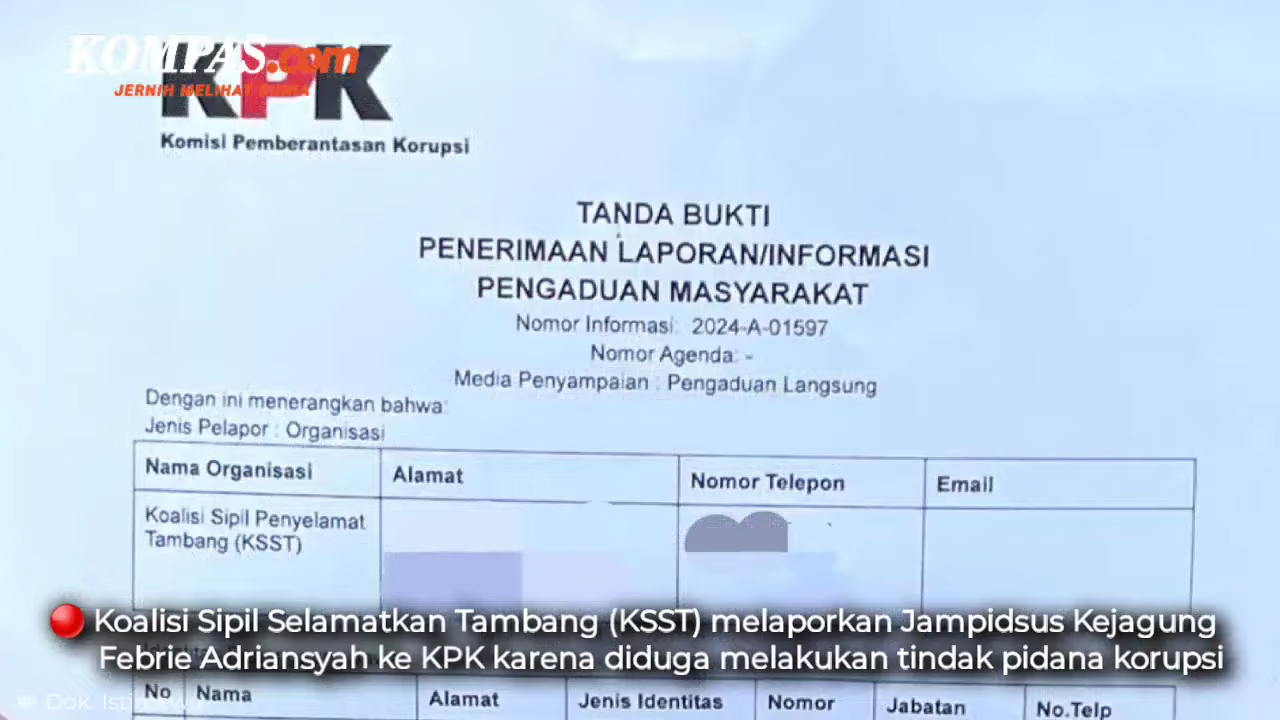 KOMPAS.com
JERNIH MELIHAT DUNIA
KPK
Komisi Pemberantasan Korupsi
TANDA BUKTI
PENERIMAAN LAPORAN/INFORMASI
PENGADUAN MASYARAKAT
Nomor Informasi: 2024-A-01597
Nomor Agenda: -
Media Penyampaian : Pengaduan Langsung
Dengan ini menerangkan bahwa:
Jenis Pelapor : Organisasi
Nama Organisasi Alamat Nomor Telepon Email
Koalisi Sipil Penyelamat
Tambang (KSST)
Koalisi Sipil Selamatkan Tambang (KSST) melaporkan Jampidsus Kejagung
Febrie Adriansyah ke KPK karena diduga melakukan tindak pidana korupsi
No Nama Alamat Jenis Identitas Nomor Jabatan No.Telp
Dok. Istimewa